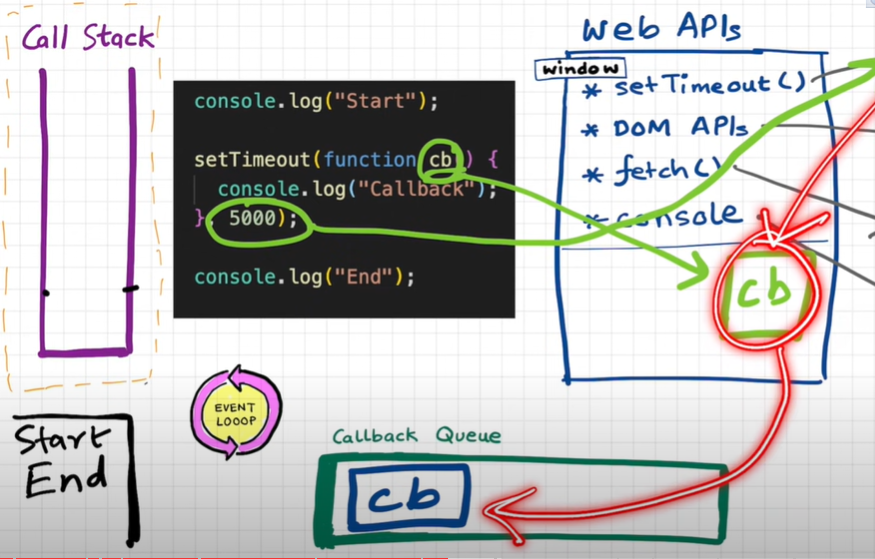 Call Stack
console.log("Start");
setTimeout(function cb() {
console.log("Callback");
}, 5000);
console.log("End");
Web APIs
window
* setTimeout()
* DOM APIs
* fetch()
* console
cb
Start
End
EVENT
LOOOP
Callback Queue
cb